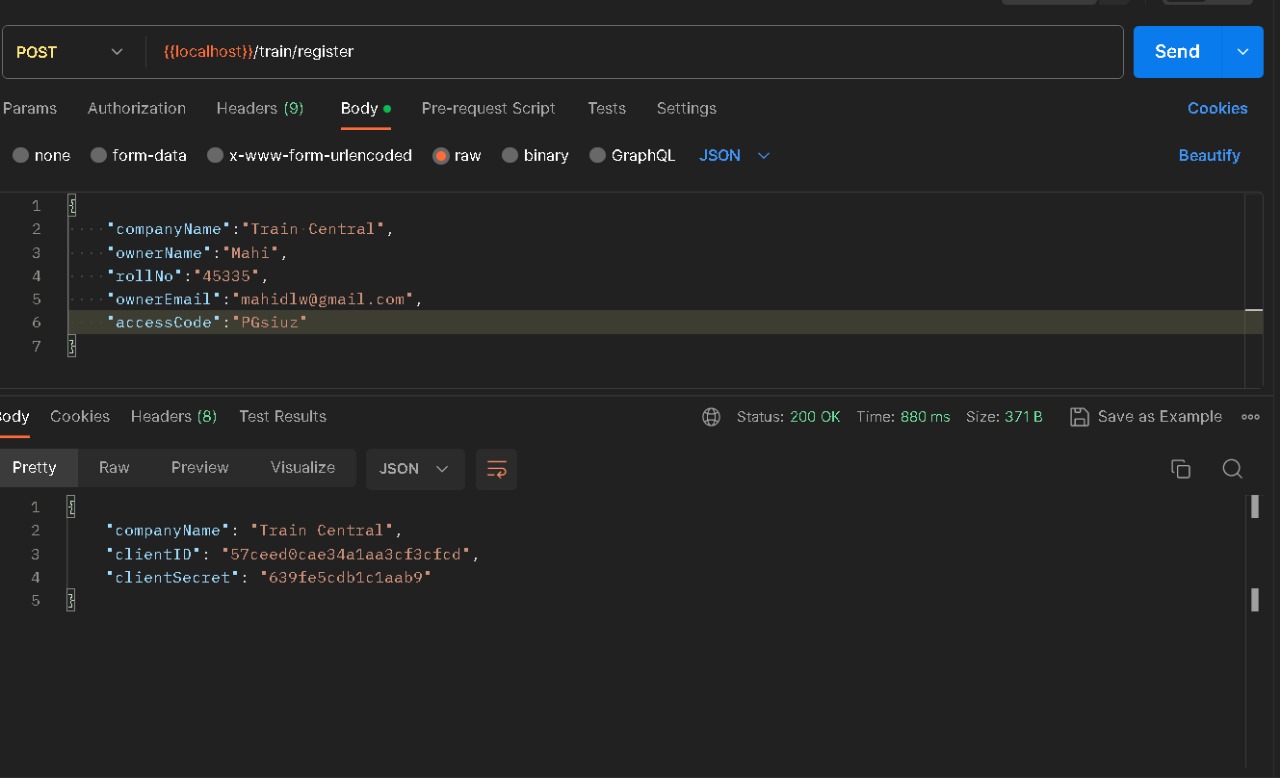 POST {{localhost}}/train/register Send
Params Authorization Headers (9) Body Pre-request Script Tests Settings Cookies
none form-data x-www-form-urlencoded raw binary GraphQL JSON Beautify
1 {
2 "companyName":"Train Central",
3 "ownerName":"Mahi",
4 "rollNo":"45335",
5 "ownerEmail":"mahidlw@gmail.com",
6 "accessCode":"PGsiuz"
7 }
ody Cookies Headers (8) Test Results Status: 200 OK Time: 880 ms Size: 371 B Save as Example
Pretty Raw Preview Visualize JSON
1 {
2 "companyName": "Train Central",
3 "clientID": "57ceed0cae34a1aa3cf3cfcd",
4 "clientSecret": "639fe5cdb1c1aab9"
5 }